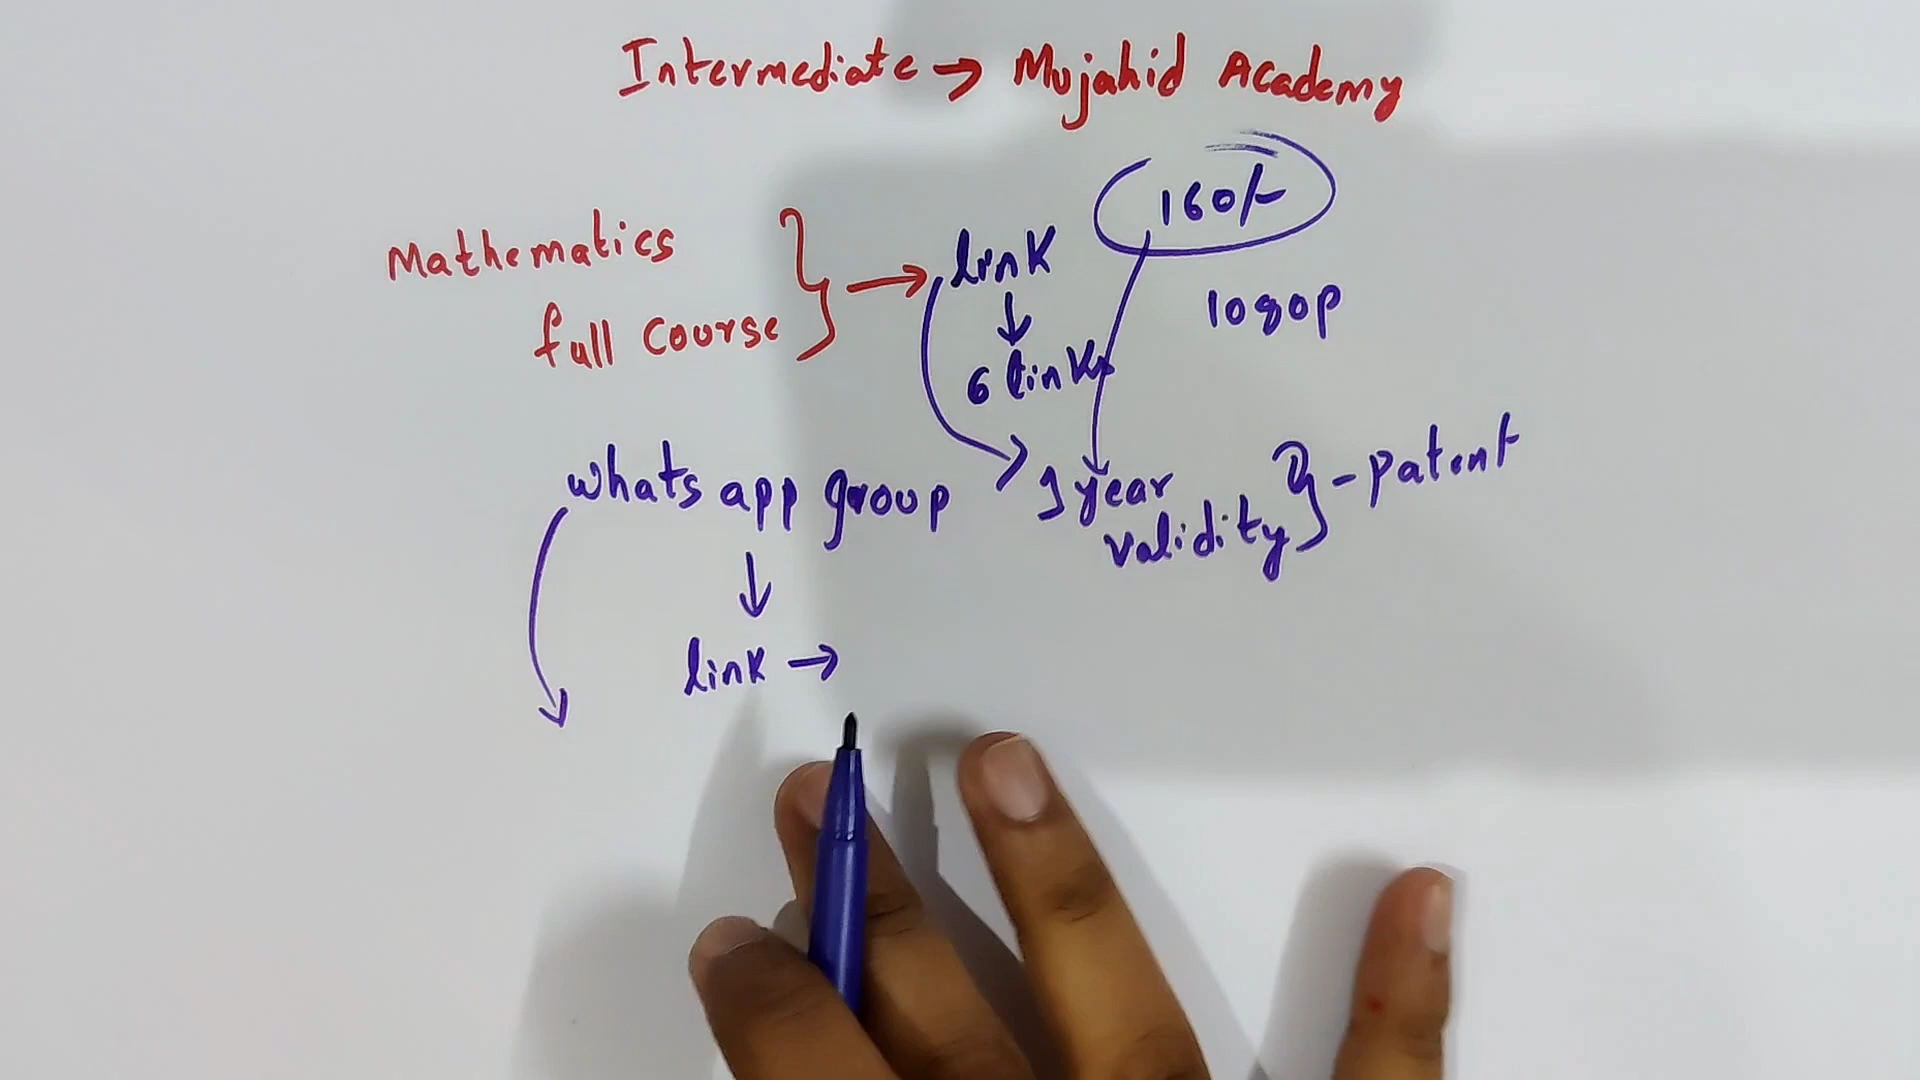 Intermediate → Mujahid Academy
160/-
Mathematics
full Course
→ link
1080p
↓
6 links
whats app group
1 year
validity
- patent
↓
link →